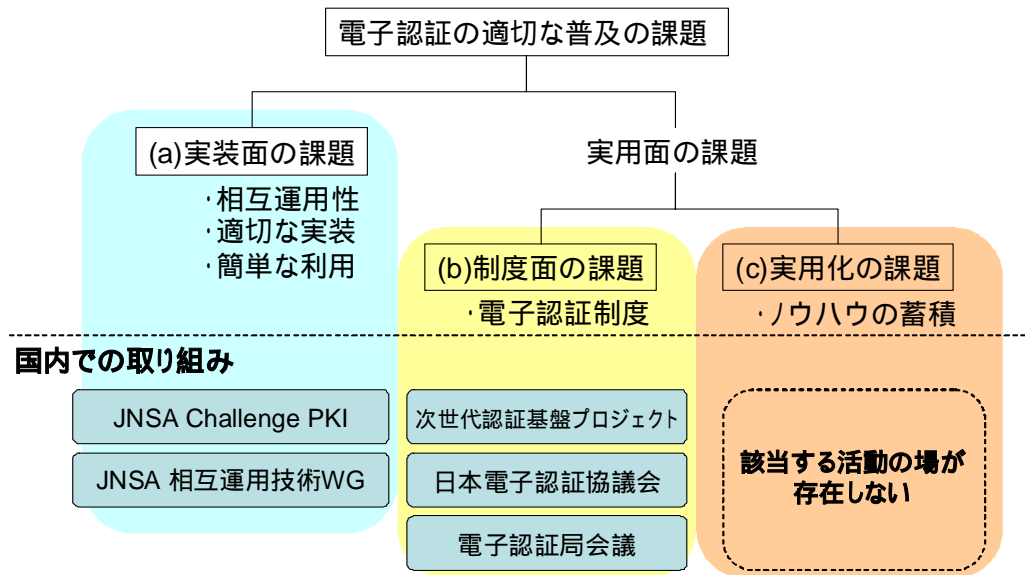 電子認証の適切な普及の課題
(a)実装面の課題
・相互運用性
・適切な実装
・簡単な利用
実用面の課題
(b)制度面の課題
・電子認証制度
(c)実用化の課題
・ノウハウの蓄積
国内での取り組み
JNSA Challenge PKI
JNSA 相互運用技術WG
次世代認証基盤プロジェクト
日本電子認証協議会
電子認証局会議
該当する活動の場が
存在しない